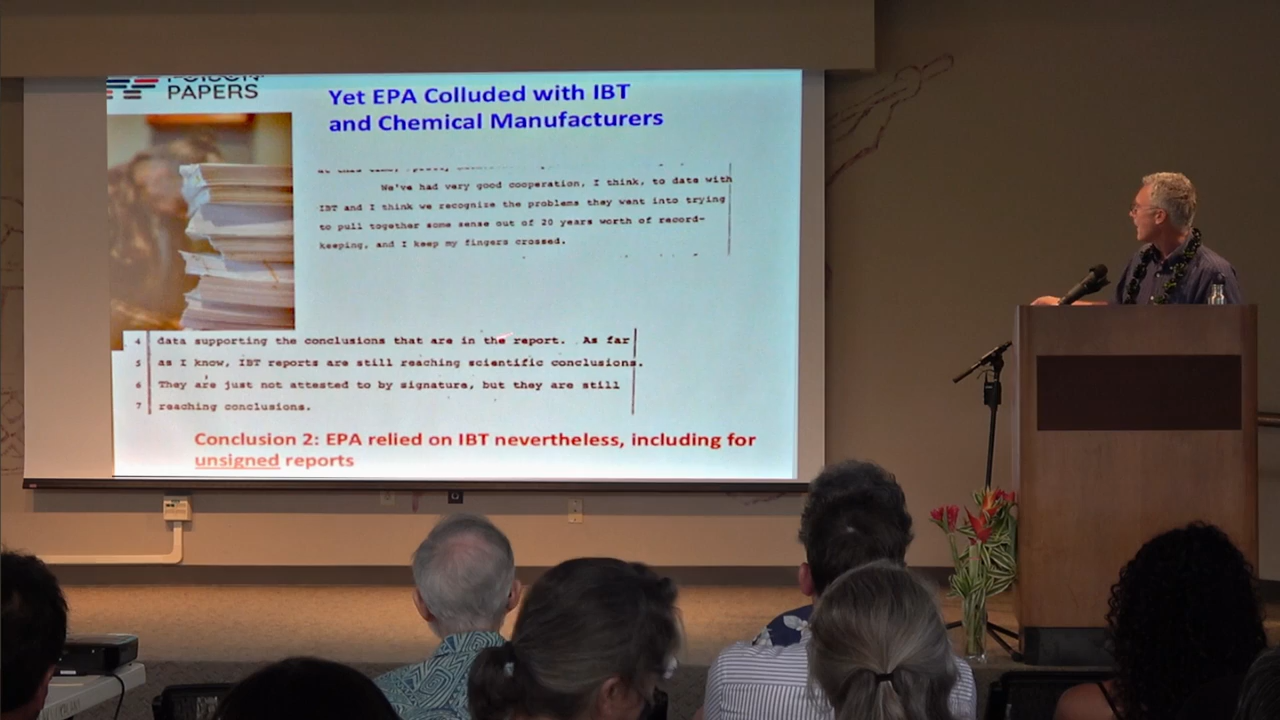 PAPERS
Yet EPA Colluded with IBT
and Chemical Manufacturers
We've had very good cooperation, I think, to date with
IBT and I think we recognize the problems they went into trying
to pull together some sense out of 20 years worth of record-
keeping, and I keep my fingers crossed.
4 data supporting the conclusions that are in the report. As far
5 as I know, IBT reports are still reaching scientific conclusions.
6 They are just not attested to by signature, but they are still
7 reaching conclusions.
Conclusion 2: EPA relied on IBT nevertheless, including for
unsigned reports